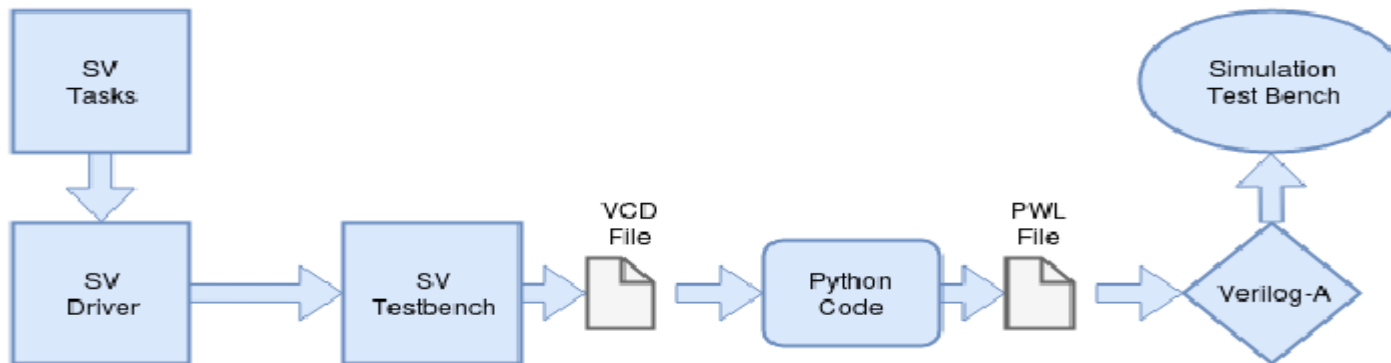 SV
Tasks
Simulation
Test Bench
VCD
File
PWL
File
SV
Driver
SV
Testbench
Python
Code
Verilog-A